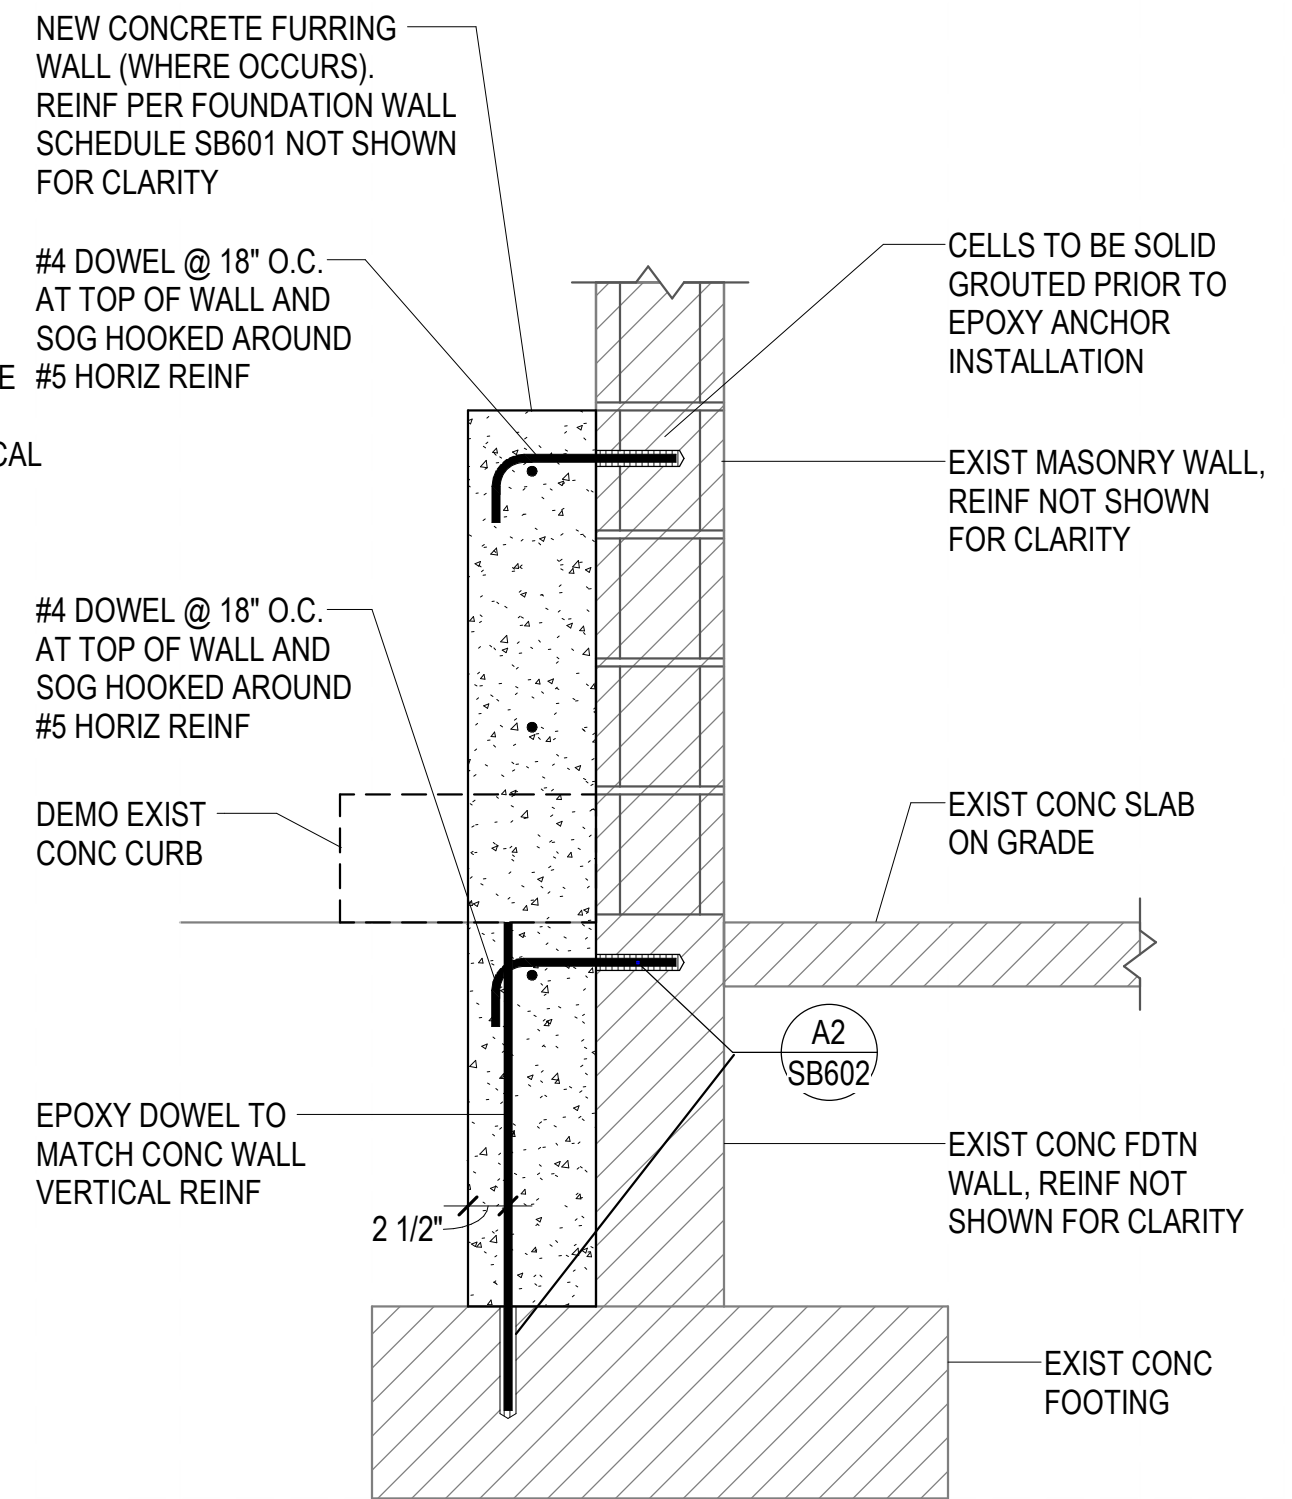 NEW CONCRETE FURRING
WALL (WHERE OCCURS).
REINF PER FOUNDATION WALL
SCHEDULE SB601 NOT SHOWN
FOR CLARITY
#4 DOWEL @ 18" O.C.
AT TOP OF WALL AND
SOG HOOKED AROUND
#5 HORIZ REINF
E
CAL
#4 DOWEL @ 18" O.C.
AT TOP OF WALL AND
SOG HOOKED AROUND
#5 HORIZ REINF
DEMO EXIST
CONC CURB
EPOXY DOWEL TO
MATCH CONC WALL
VERTICAL REINF
2 1/2"
CELLS TO BE SOLID
GROUTED PRIOR TO
EPOXY ANCHOR
INSTALLATION
EXIST MASONRY WALL,
REINF NOT SHOWN
FOR CLARITY
EXIST CONC SLAB
ON GRADE
A2
SB602
EXIST CONC FDTN
WALL, REINF NOT
SHOWN FOR CLARITY
EXIST CONC
FOOTING